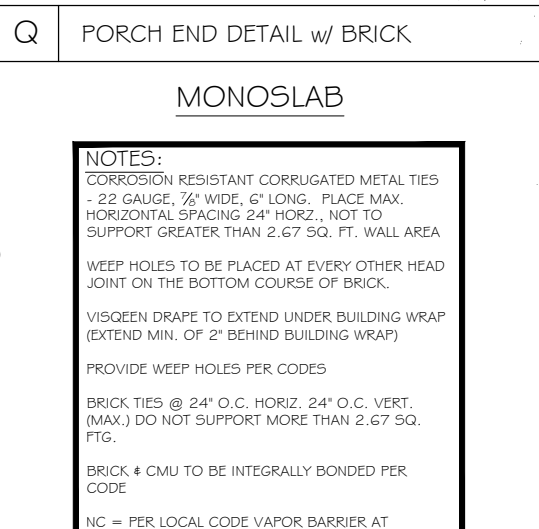 Q PORCH END DETAIL w/ BRICK
MONOSLAB
NOTES:
CORROSION RESISTANT CORRUGATED METAL TIES
- 22 GAUGE, ⅞" WIDE, 6" LONG. PLACE MAX.
HORIZONTAL SPACING 24" HORZ., NOT TO
SUPPORT GREATER THAN 2.67 SQ. FT. WALL AREA
WEEP HOLES TO BE PLACED AT EVERY OTHER HEAD
JOINT ON THE BOTTOM COURSE OF BRICK.
VISQEEN DRAPE TO EXTEND UNDER BUILDING WRAP
(EXTEND MIN. OF 2" BEHIND BUILDING WRAP)
PROVIDE WEEP HOLES PER CODES
BRICK TIES @ 24" O.C. HORIZ. 24" O.C. VERT.
(MAX.) DO NOT SUPPORT MORE THAN 2.67 SQ.
FTG.
BRICK & CMU TO BE INTEGRALLY BONDED PER
CODE
NC = PER LOCAL CODE VAPOR BARRIER AT